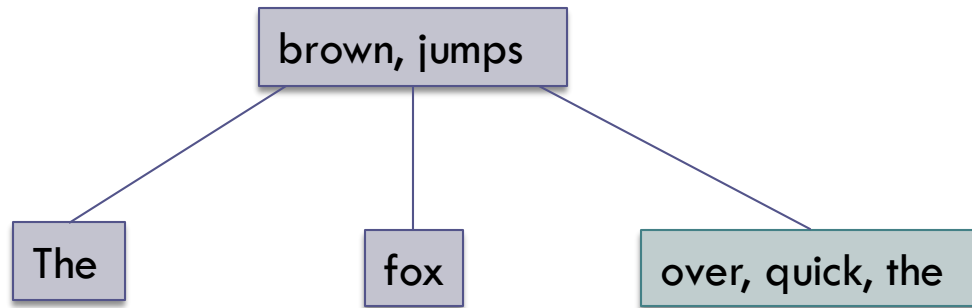 brown, jumps
The
fox
over, quick, the